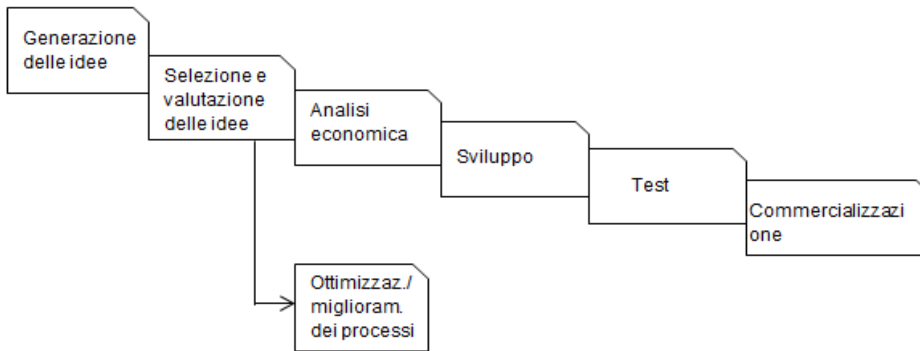 Generazione
delle idee
Selezione e
valutazione
delle idee
Analisi
economica
Sviluppo
Test
Commercializzazi
one
Ottimizzaz./
miglioram.
dei processi